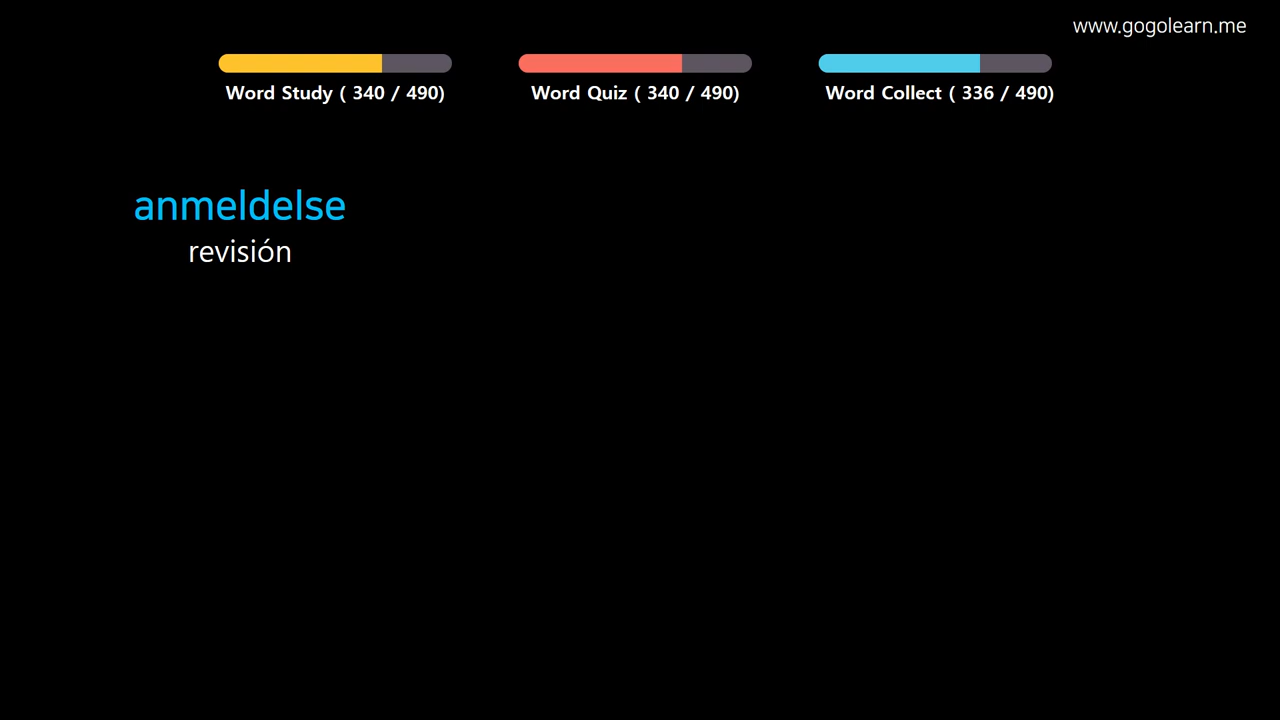 www.gogolearn.me
Word Study ( 340 / 490)
Word Quiz ( 340 / 490)
Word Collect ( 336 / 490)
anmeldelse
revisión